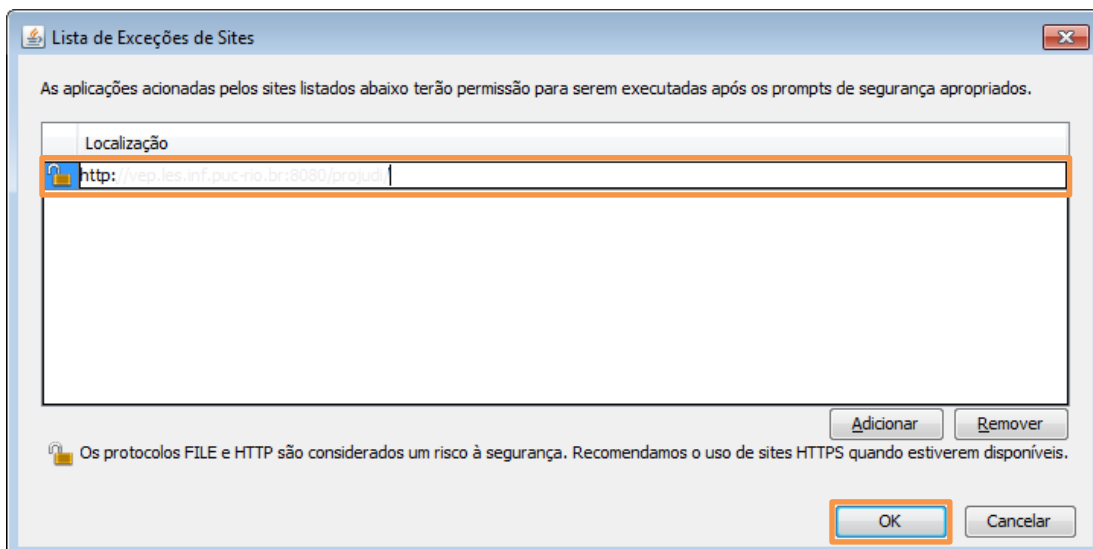 Lista de Exceções de Sites
As aplicações acionadas pelos sites listados abaixo terão permissão para serem executadas após os prompts de segurança apropriados.
Localização
http://vep.les.inf.puc-rio.br:8080/projudi/
Adicionar Remover
Os protocolos FILE e HTTP são considerados um risco à segurança. Recomendamos o uso de sites HTTPS quando estiverem disponíveis.
OK Cancelar